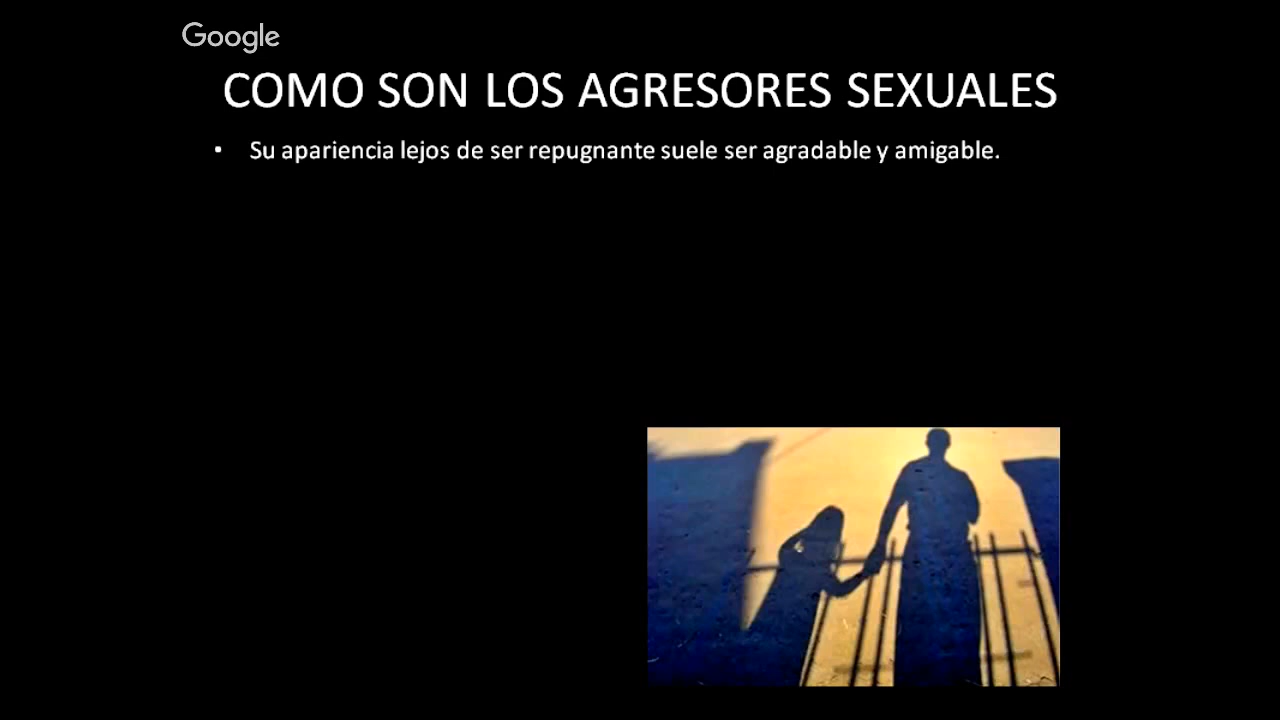 Google
COMO SON LOS AGRESORES SEXUALES
• Su apariencia lejos de ser repugnante suele ser agradable y amigable.